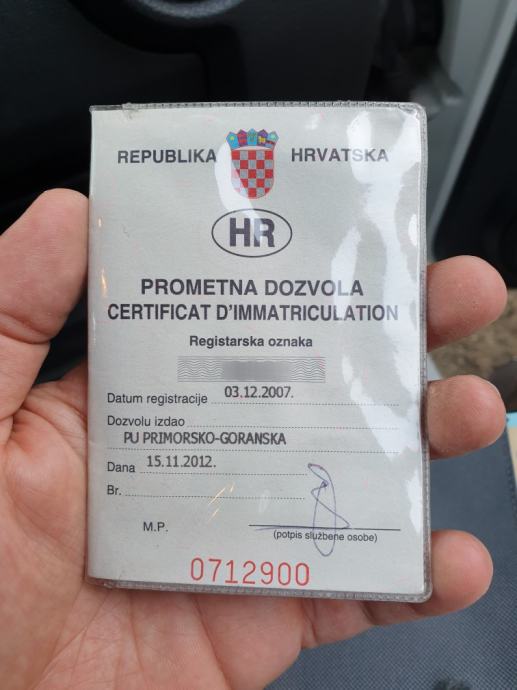 REPUBLIKA HRVATSKA
HR
PROMETNA DOZVOLA
CERTIFICAT D'IMMATRICULATION
Registarska oznaka
Datum registracije 03.12.2007.
Dozvolu izdao
PU PRIMORSKO-GORANSKA
Dana 15.11.2012.
Br.
M.P.
(potpis službene osobe)
0712900